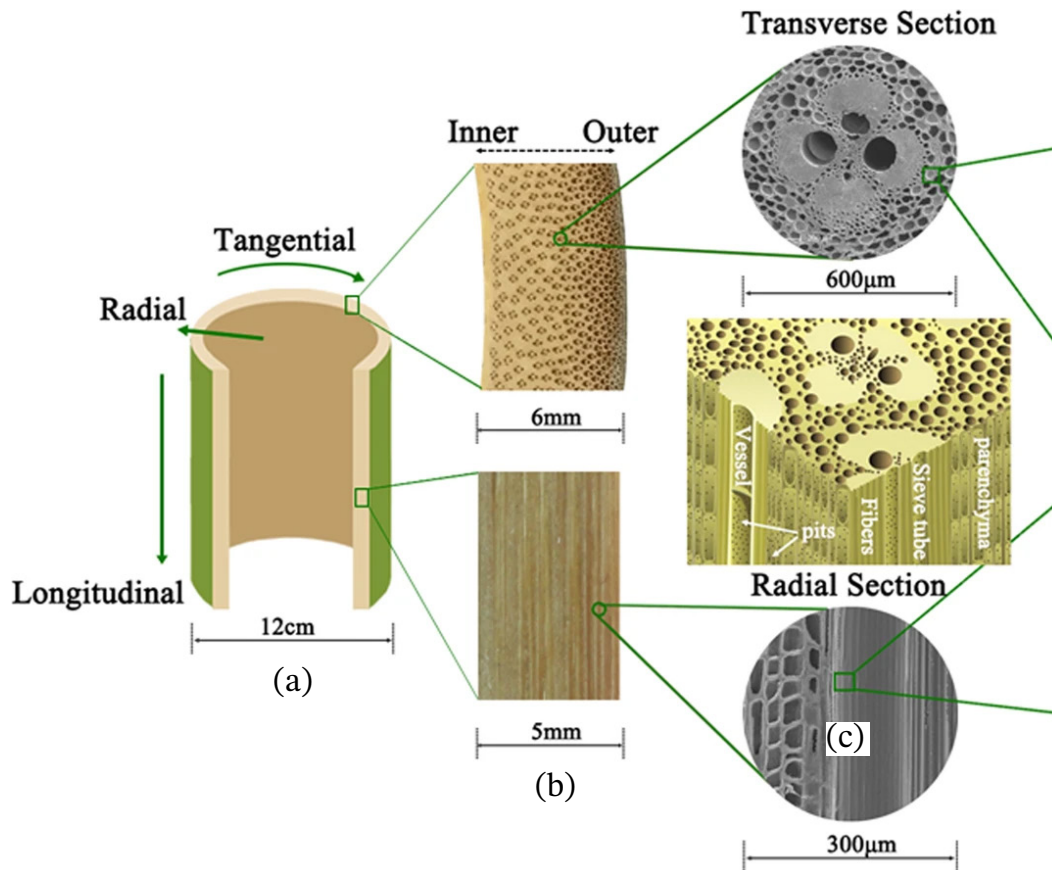 Transverse Section
Inner
Outer
Tangential
Radial
600μm
6mm
Vessel
pits
Fibers
Sieve tube
parenchyma
Longitudinal
Radial Section
12cm
(a)
5mm
(b)
(c)
300μm